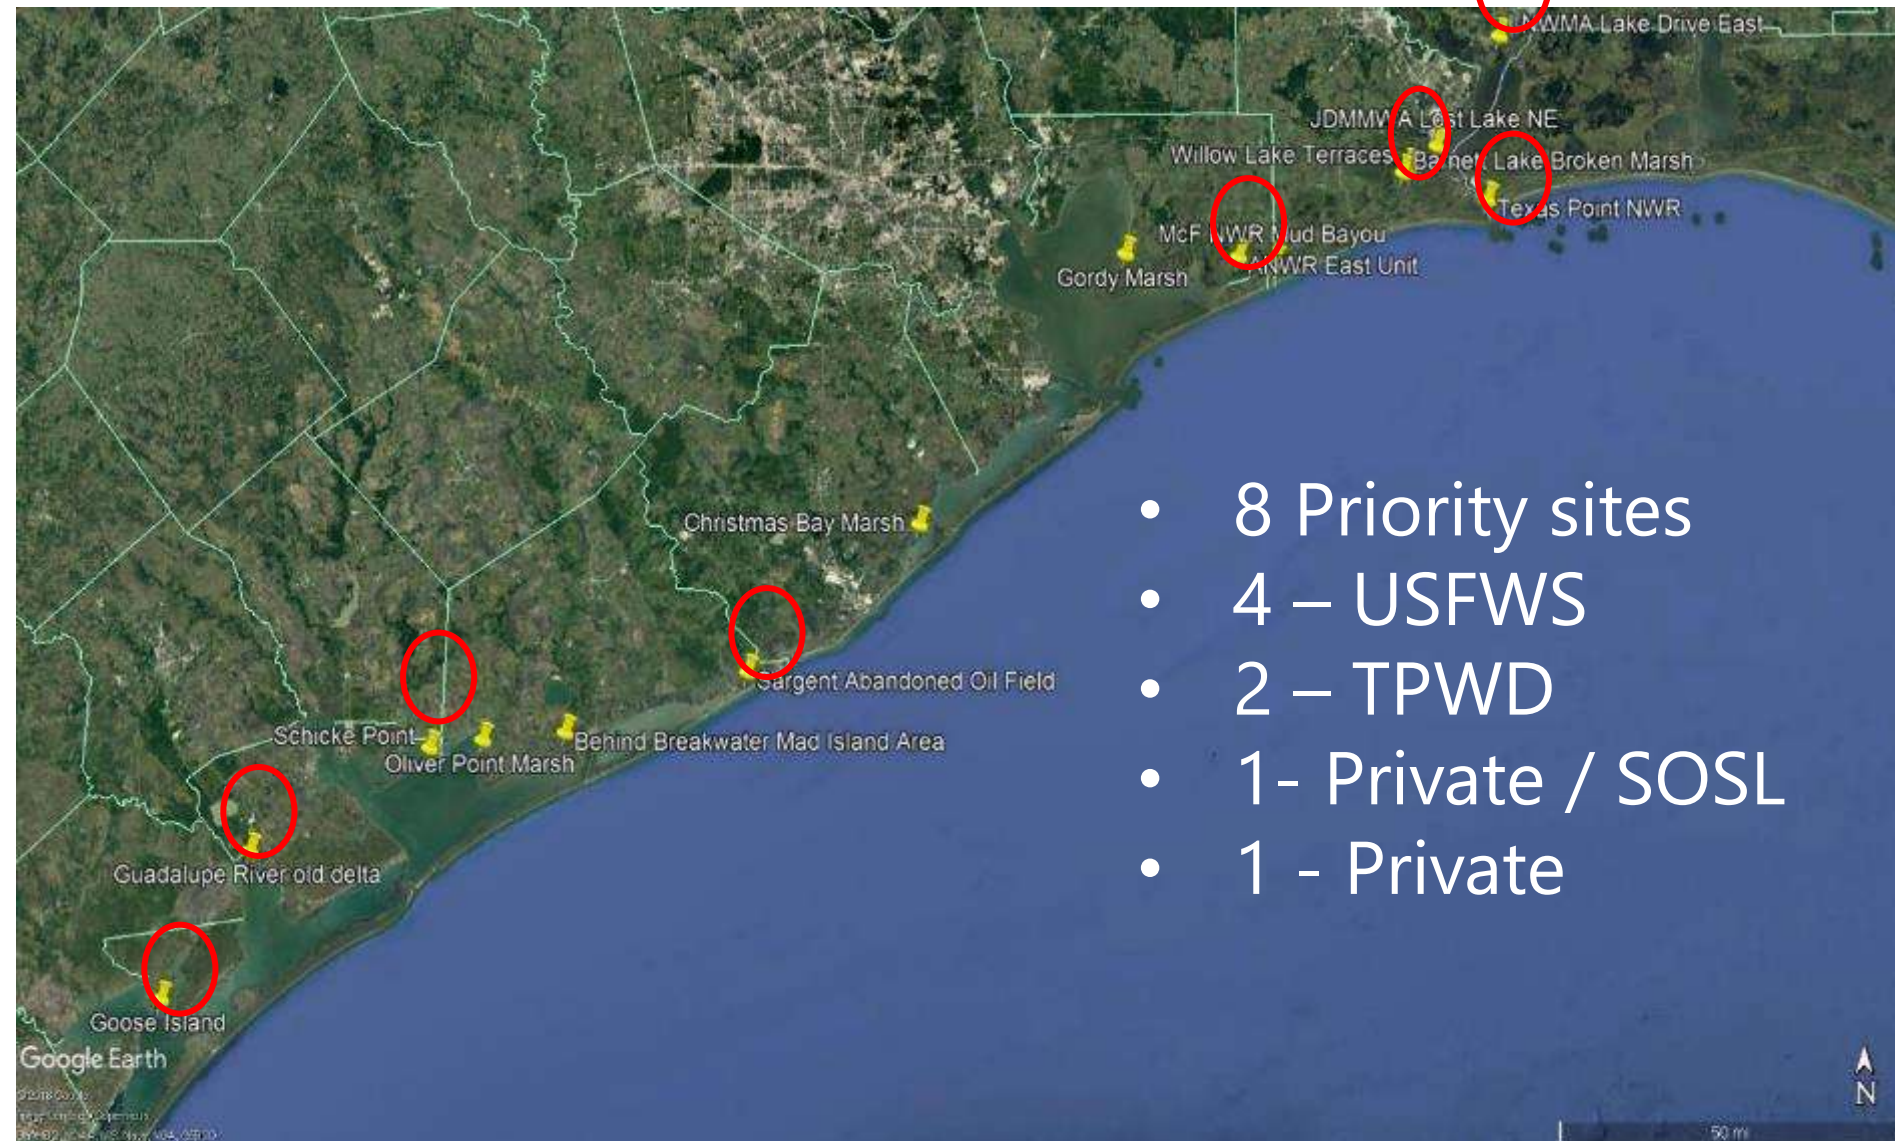 NWMA Lake Drive East
JDMMWA Lost Lake NE
Willow Lake Terraces
Barnett Lake Broken Marsh
Texas Point NWR
McF NWR Mud Bayou
ANWR East Unit
Gordy Marsh
• 8 Priority sites
Christmas Bay Marsh
• 4 – USFWS
• 2 – TPWD
Sargent Abandoned Oil Field
Schicke Point
Behind Breakwater Mad Island Area
Oliver Point Marsh
• 1- Private / SOSL
• 1 - Private
Guadalupe River old delta
Goose Island
Google Earth
N
50 mi